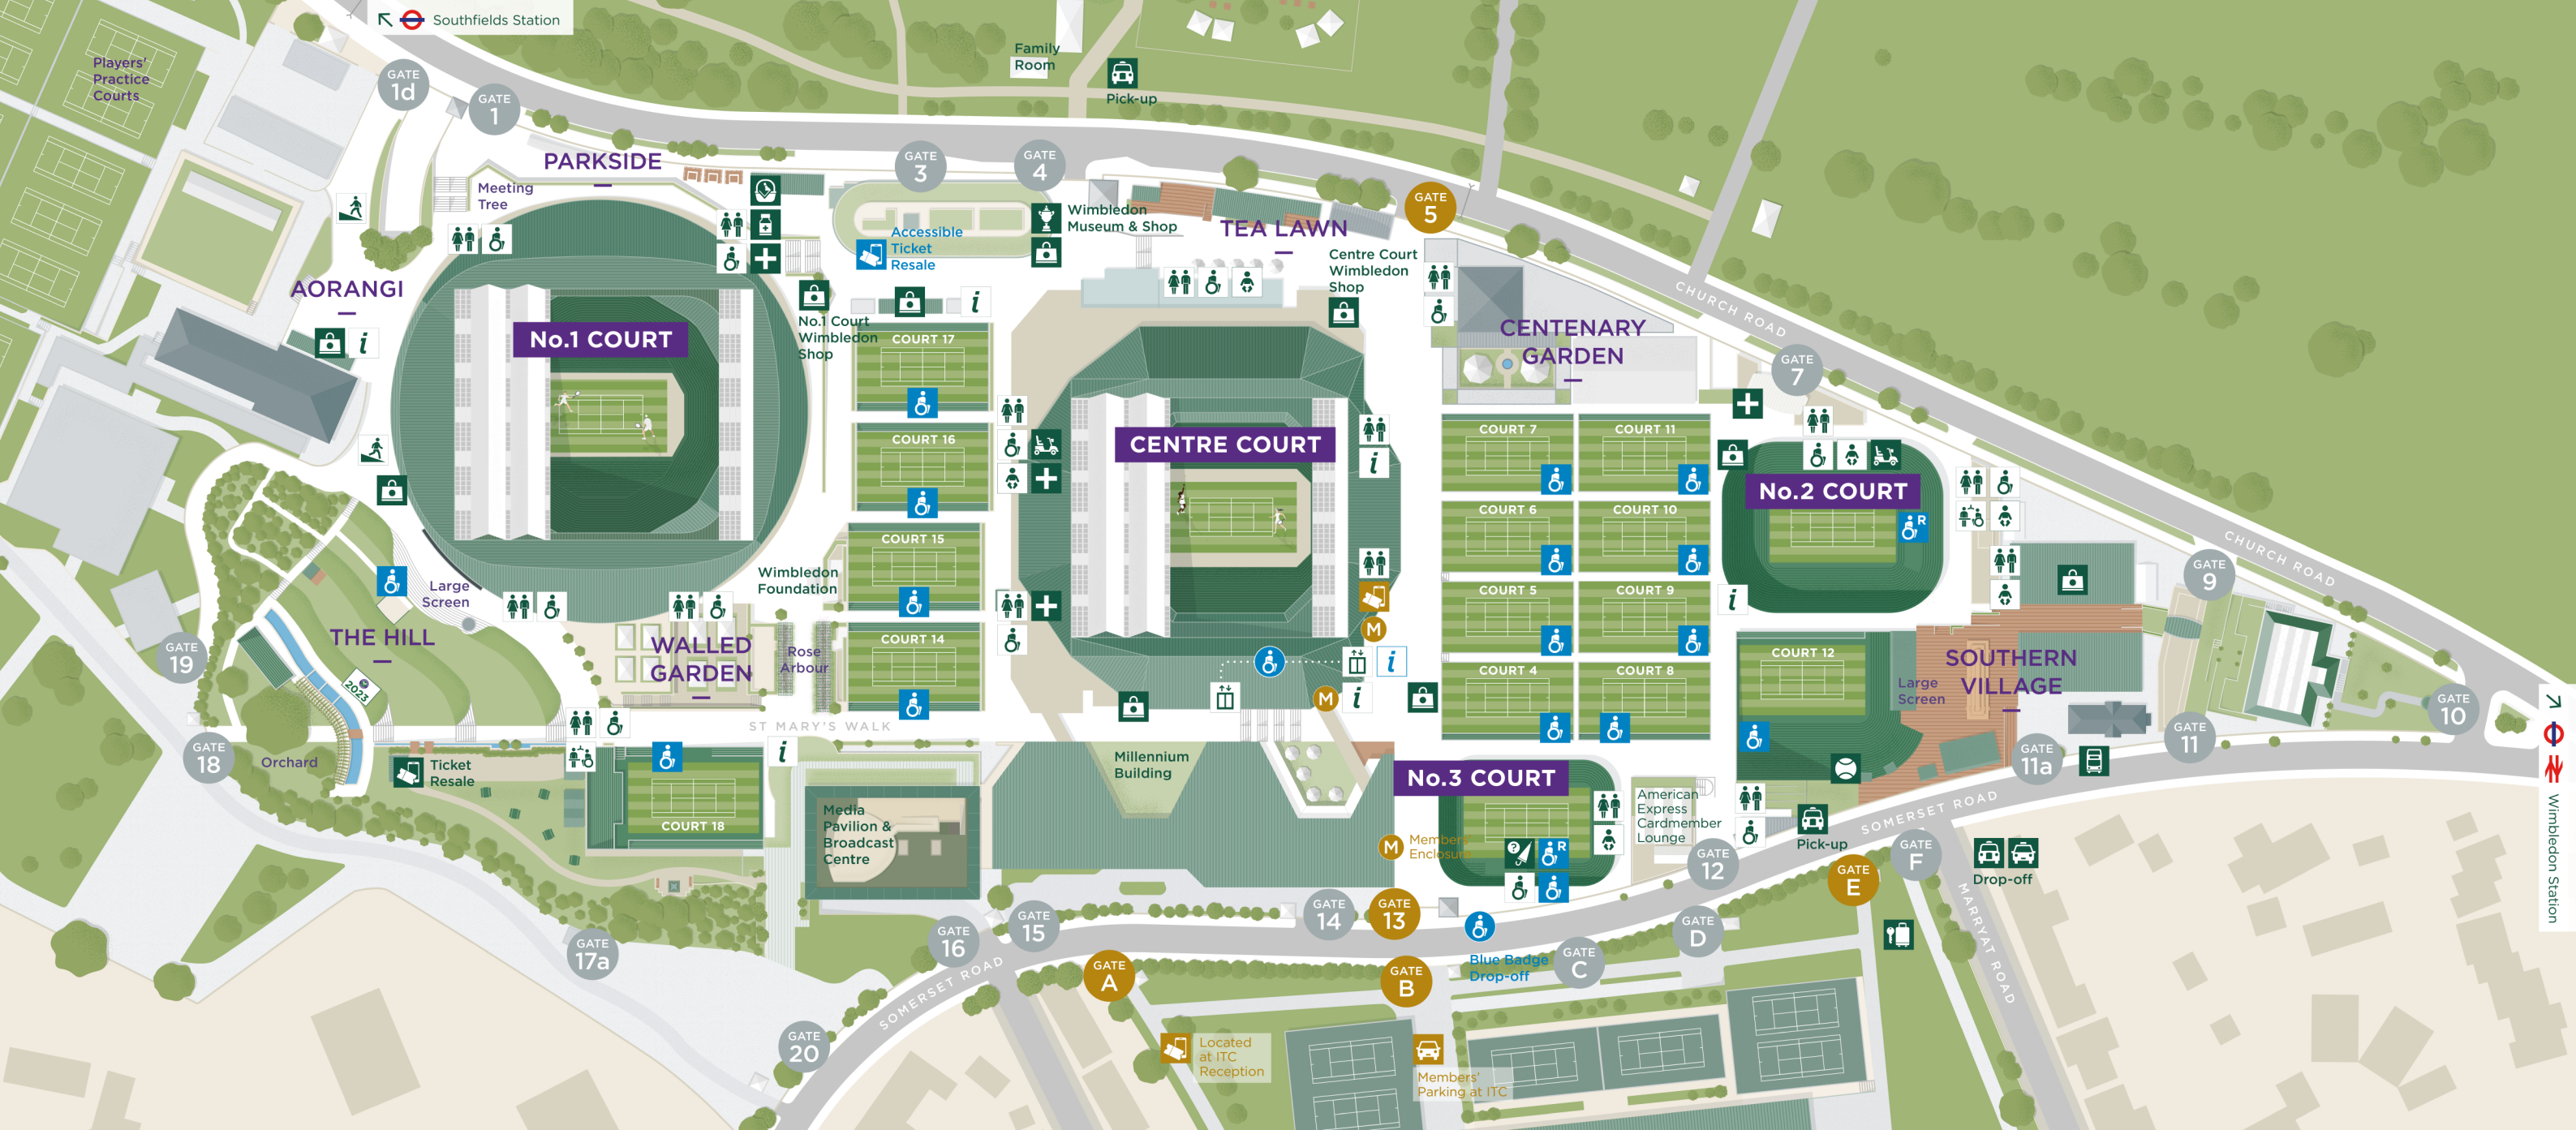 Southfields Station
Players'
Practice
Courts
GATE
1d
GATE
1
Family
Room
Pick-up
PARKSIDE
Meeting
Tree
GATE
3
GATE
4
Wimbledon
Museum & Shop
Accessible
Ticket
Resale
TEA LAWN
GATE
5
Centre Court
Wimbledon
Shop
AORANGI
i
No.1 COURT
No.1 Court
Wimbledon
Shop
i
COURT 17
COURT 16
COURT 15
COURT 14
CENTRE COURT
i
CENTENARY
GARDEN
CHURCH ROAD
GATE
7
COURT 7
COURT 11
COURT 6
COURT 10
COURT 5
COURT 9
COURT 4
COURT 8
No.2 COURT
R
i
CHURCH ROAD
GATE
9
Large
Screen
THE HILL
2023
GATE
19
GATE
18
Orchard
WALLED
GARDEN
Rose
Arbour
Wimbledon
Foundation
ST MARY'S WALK
M
i
M
i
COURT 12
Large
Screen
SOUTHERN
VILLAGE
GATE
10
GATE
11
GATE
11a
Wimbledon Station
Ticket
Resale
COURT 18
i
Media
Pavilion &
Broadcast
Centre
Millennium
Building
No.3 COURT
M
Members'
Enclosure
?
R
American
Express
Cardmember
Lounge
Pick-up
SOMERSET ROAD
GATE
12
GATE
E
GATE
F
Drop-off
MARRYAT ROAD
GATE
17a
GATE
16
GATE
15
GATE
14
GATE
13
Blue Badge
Drop-off
GATE
A
GATE
B
GATE
C
GATE
D
SOMERSET ROAD
GATE
20
Located
at ITC
Reception
Members'
Parking at ITC